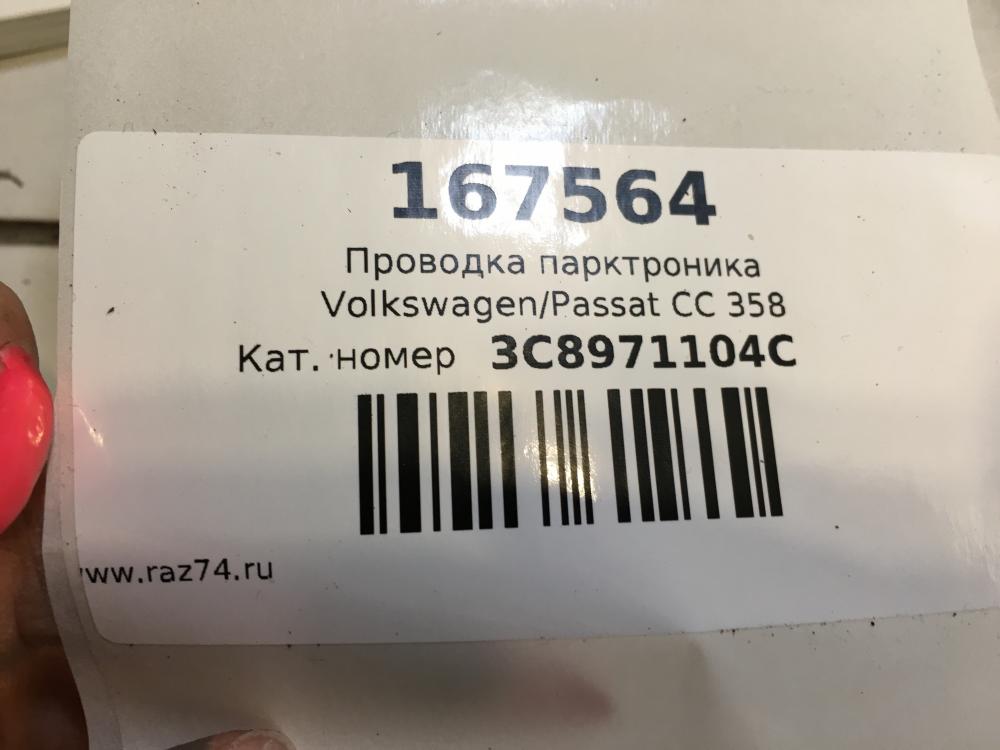 167564
Проводка парктроника
Volkswagen/Passat CC 358
Кат. номер 3C8971104C
www.raz74.ru